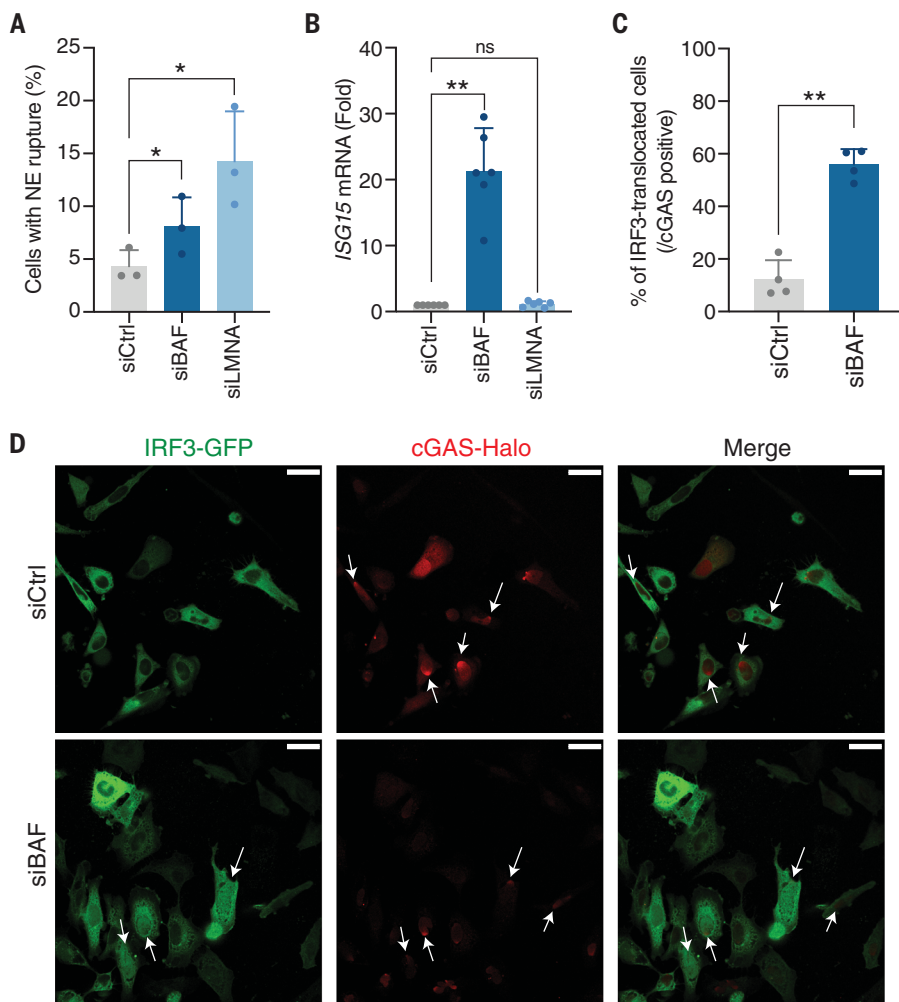 A
Cells with NE rupture (%)
25
20
15
10
5
0
*
*
siCtrl
siBAF
siLMNA
B
ISG15 mRNA (Fold)
40
30
20
10
0
ns
**
siCtrl
siBAF
siLMNA
C
% of IRF3-translocated cells
(/cGAS positive)
100
80
60
40
20
0
**
siCtrl
siBAF
D
IRF3-GFP
cGAS-Halo
Merge
siCtrl
siBAF